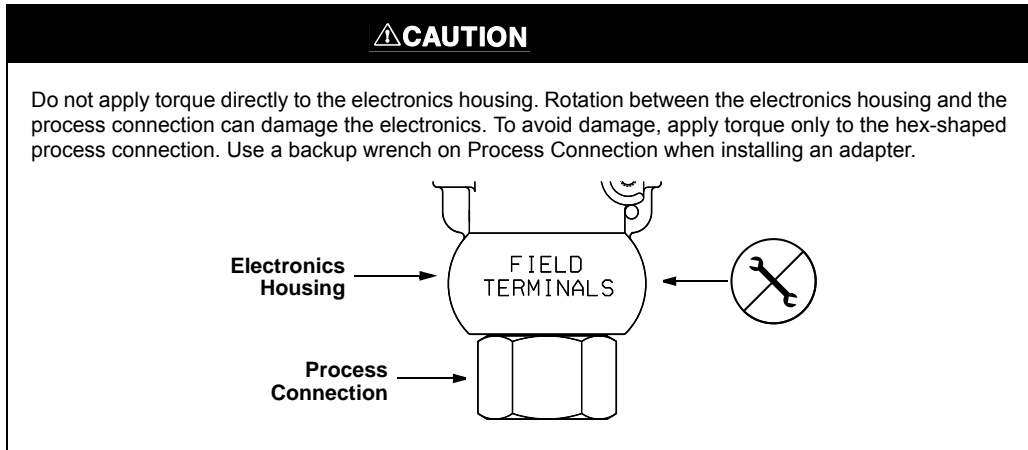 ⚠CAUTION
Do not apply torque directly to the electronics housing. Rotation between the electronics housing and the
process connection can damage the electronics. To avoid damage, apply torque only to the hex-shaped
process connection. Use a backup wrench on Process Connection when installing an adapter.
Electronics
Housing
FIELD
TERMINALS
Process
Connection